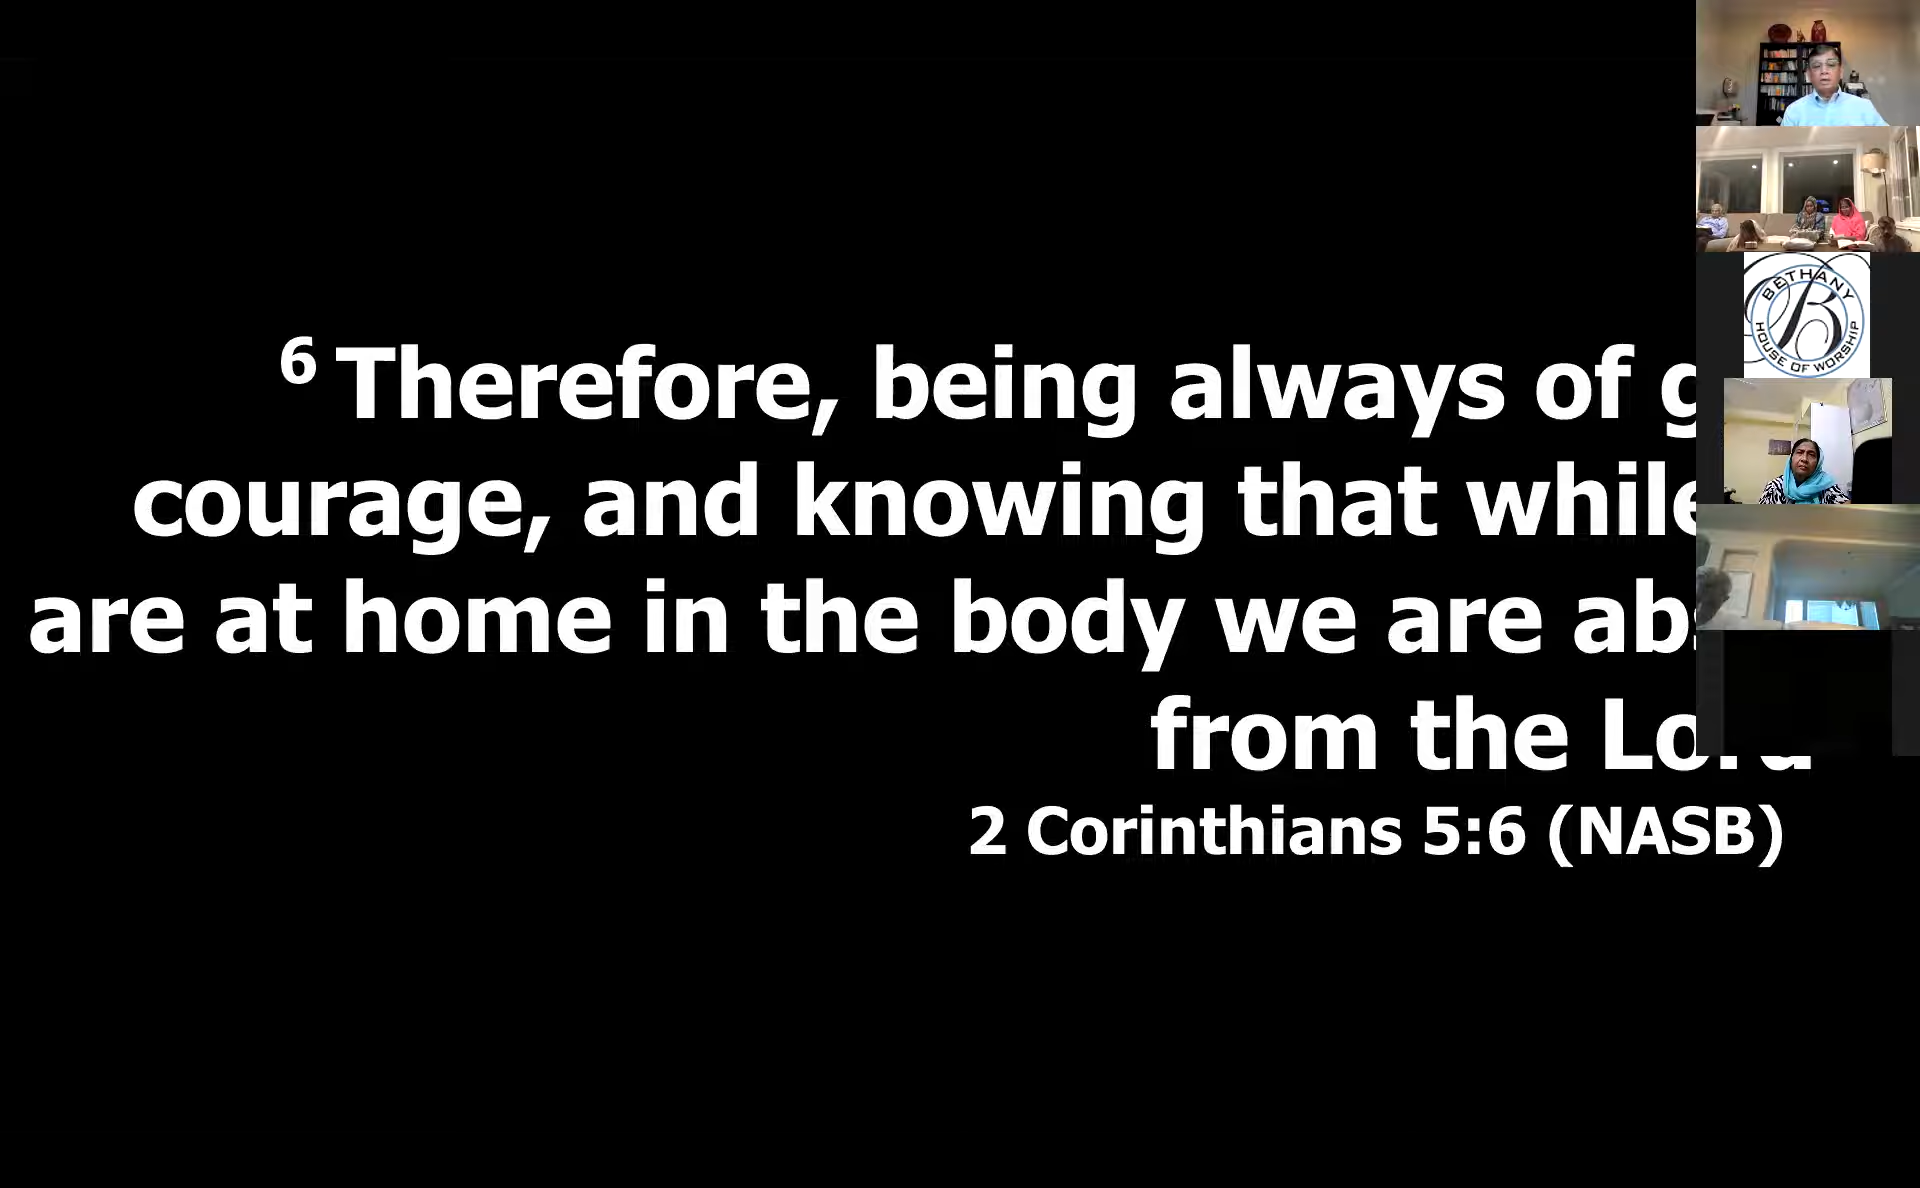 6 Therefore, being always of
courage, and knowing that while
are at home in the body we are
from the Lord
2 Corinthians 5:6 (NASB)
BETHANY
B
HOUSE OF WORSHIP